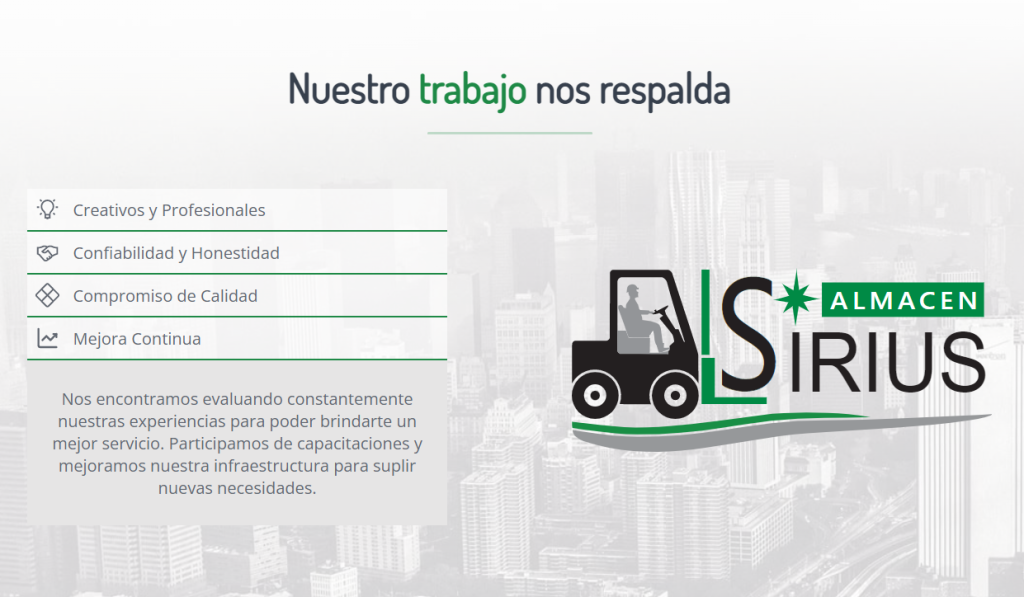 Nuestro trabajo nos respalda
Creativos y Profesionales
Confiabilidad y Honestidad
Compromiso de Calidad
Mejora Continua
Nos encontramos evaluando constantemente
nuestras experiencias para poder brindarte un
mejor servicio. Participamos de capacitaciones y
mejoramos nuestra infraestructura para suplir
nuevas necesidades.
ALMACEN
SIRIUS